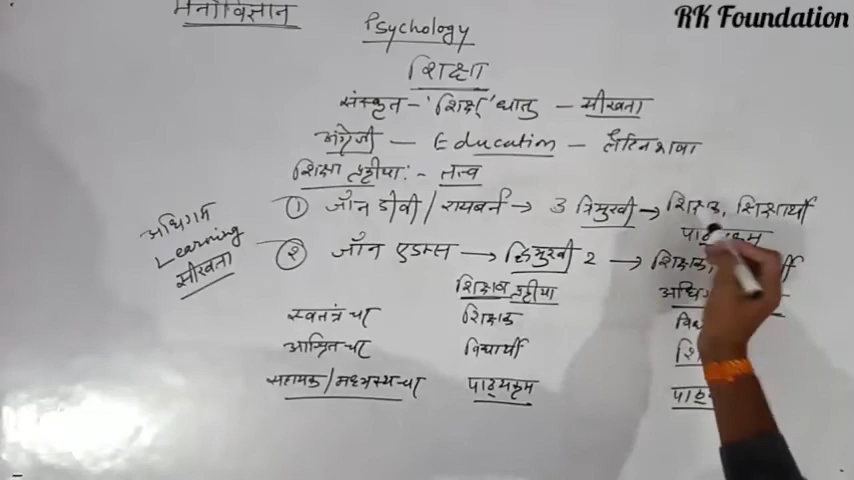 RK Foundation
मनोविज्ञान
Psychology
शिक्षा
संस्कृत - 'शिक्ष्' धातु - सीखना
अंग्रेजी - Education - लैटिन भाषा
शिक्षा :- तत्व
① जॉन डीवी / रायबर्न → 3 त्रिमुखी → शिक्षक, शिक्षार्थी
② जॉन एडम्स → द्विमुखी 2 → शिक्षक,
अधिगम
Learning
सीखना
शिक्षण
स्वतंत्र चर शिक्षक
आश्रित चर विद्यार्थी
सहायक / मध्यस्थ चर पाठ्यक्रम